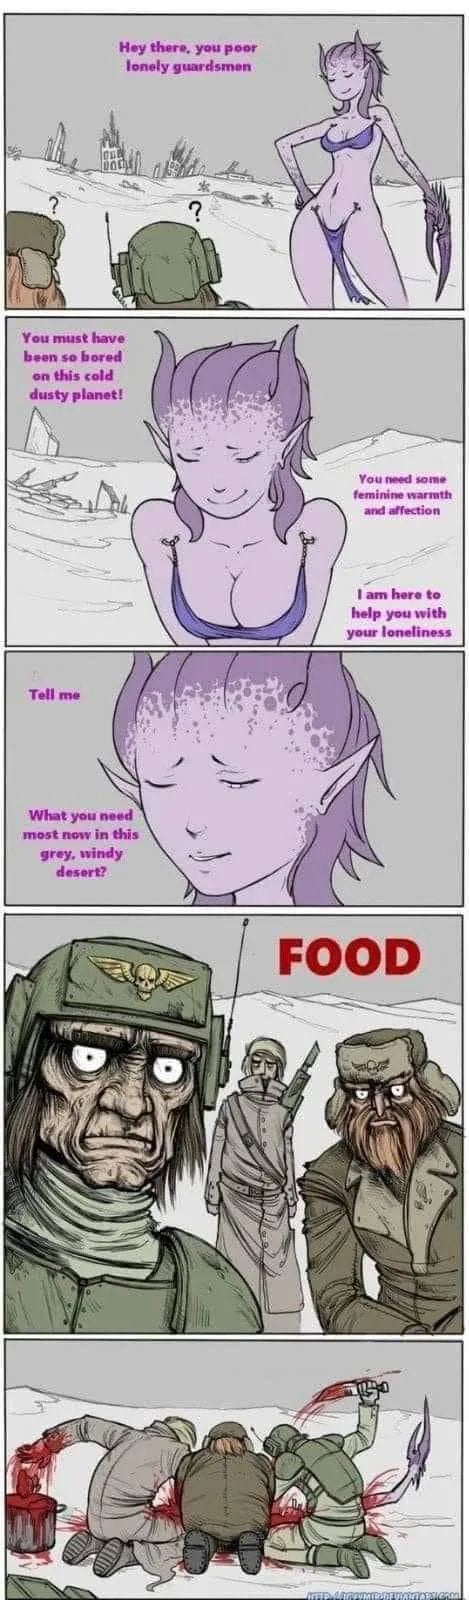 Hey there, you poor
lonely guardsmen
?
?
You must have
been so bored
on this cold
dusty planet!
You need some
feminine warmth
and affection
I am here to
help you with
your loneliness
Tell me
What you need
most now in this
grey, windy
desert?
FOOD